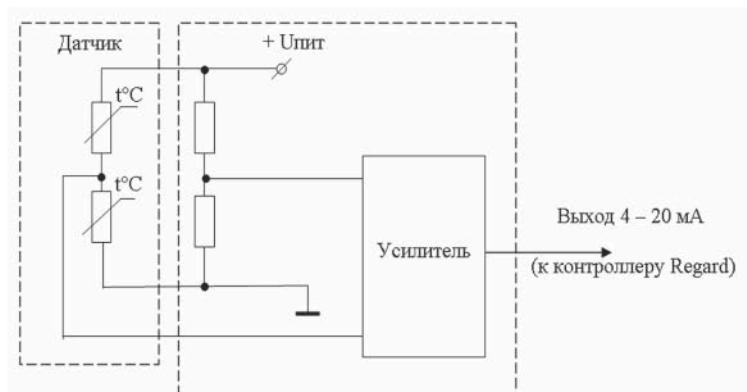 Датчик
+ Uпит
t°C
t°C
Усилитель
Выход 4 – 20 мА
(к контроллеру Regard)